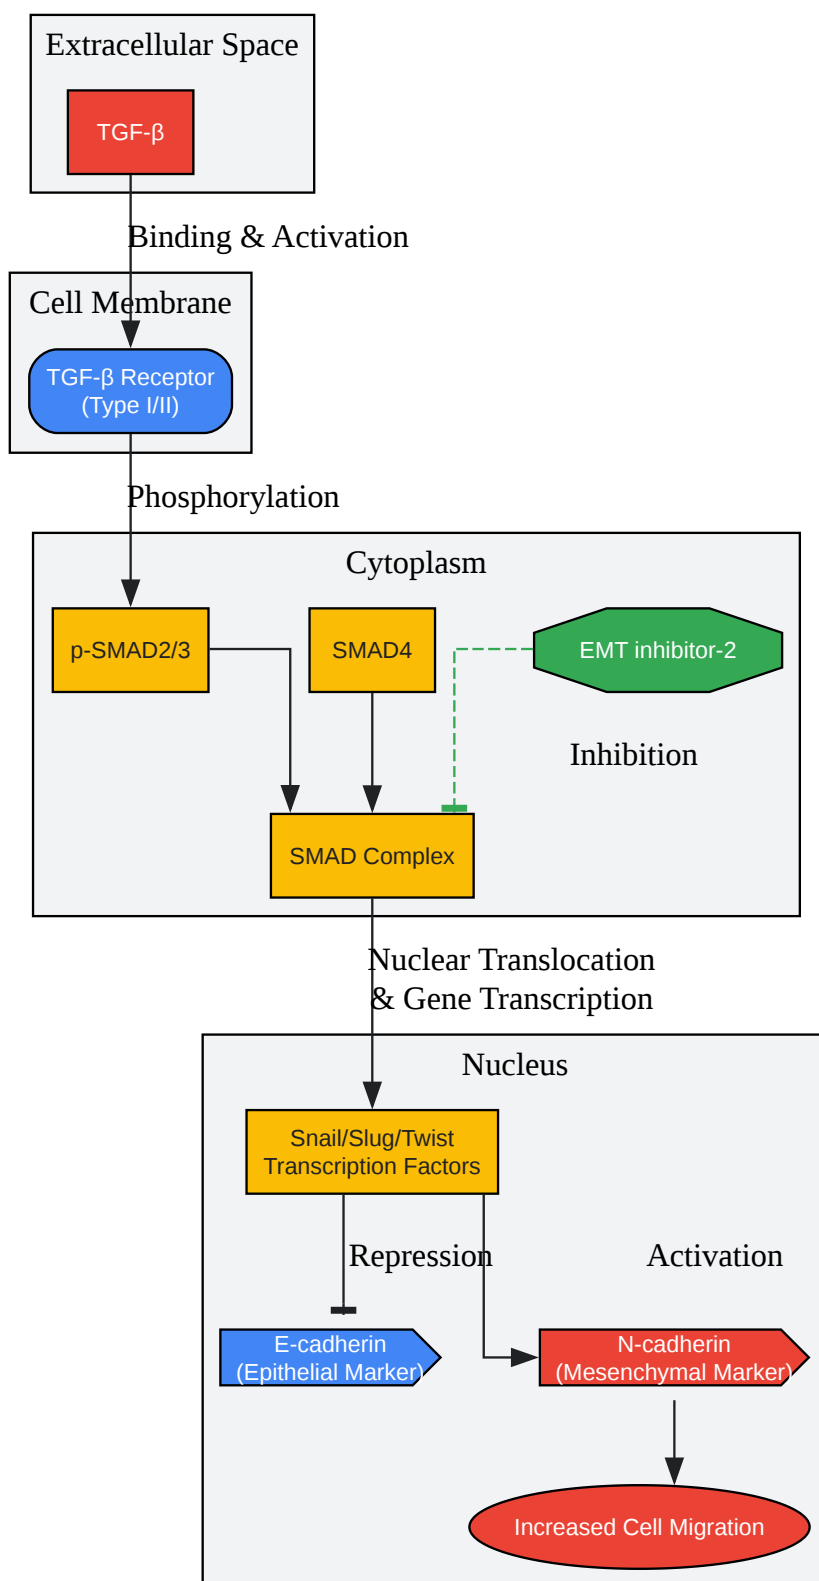 Extracellular Space
TGF-β
Binding & Activation
Cell Membrane
TGF-β Receptor
(Type I/II)
Phosphorylation
Cytoplasm
p-SMAD2/3
SMAD4
EMT inhibitor-2
Inhibition
SMAD Complex
Nuclear Translocation
& Gene Transcription
Nucleus
Snail/Slug/Twist
Transcription Factors
Repression
Activation
E-cadherin
(Epithelial Marker)
N-cadherin
(Mesenchymal Marker)
Increased Cell Migration